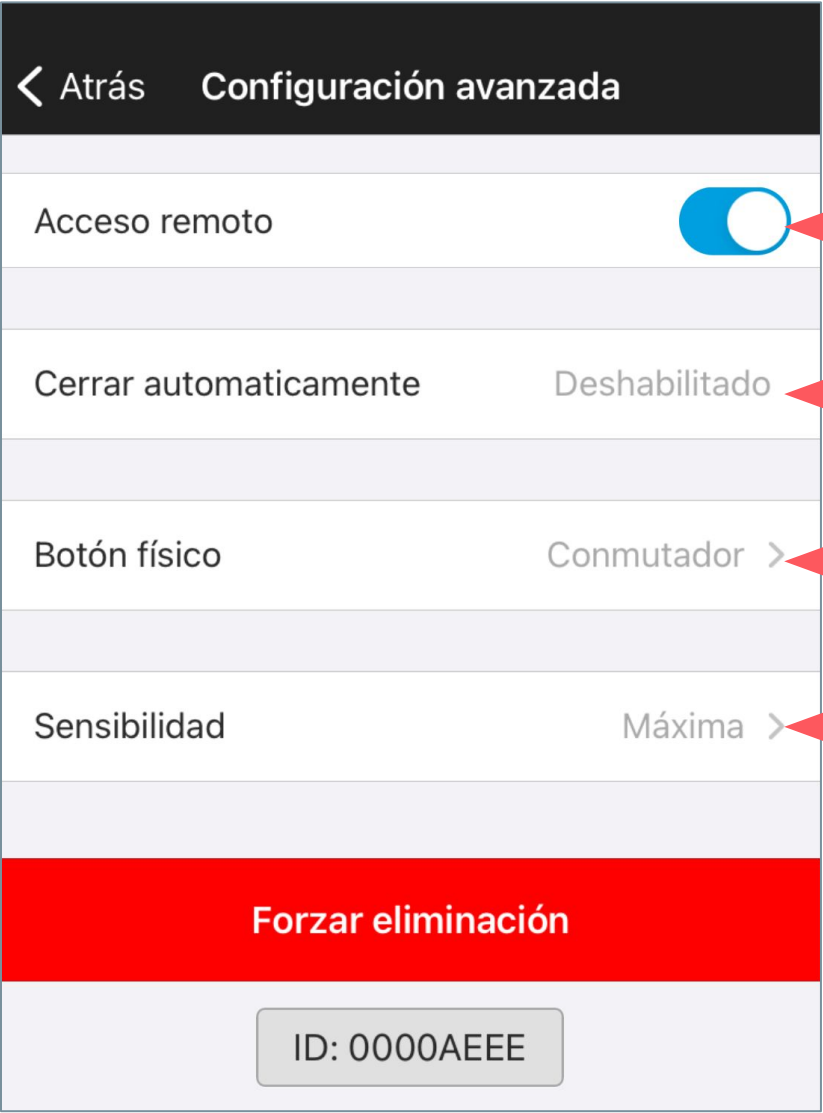 Atrás Configuración avanzada
Acceso remoto
Cerrar automaticamente Deshabilitado
Botón físico Conmutador
Sensibilidad Máxima
Forzar eliminación
ID: 0000AEEE